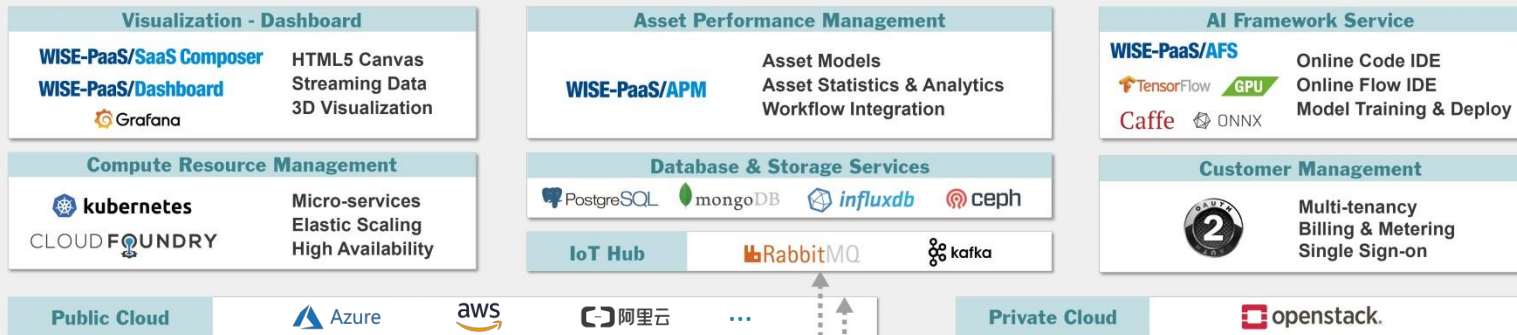 Visualization - Dashboard
WISE-PaaS/SaaS Composer
WISE-PaaS/Dashboard
Grafana
HTML5 Canvas
Streaming Data
3D Visualization
Asset Performance Management
WISE-PaaS/APM
Asset Models
Asset Statistics & Analytics
Workflow Integration
AI Framework Service
WISE-PaaS/AFS
TensorFlow GPU
Caffe ONNX
Online Code IDE
Online Flow IDE
Model Training & Deploy
Compute Resource Management
kubernetes
CLOUD FOUNDRY
Micro-services
Elastic Scaling
High Availability
Database & Storage Services
PostgreSQL mongoDB influxdb ceph
IoT Hub RabbitMQ kafka
Customer Management
OAUTH
2
Multi-tenancy
Billing & Metering
Single Sign-on
Public Cloud Azure aws 阿里云 ...
Private Cloud openstack.